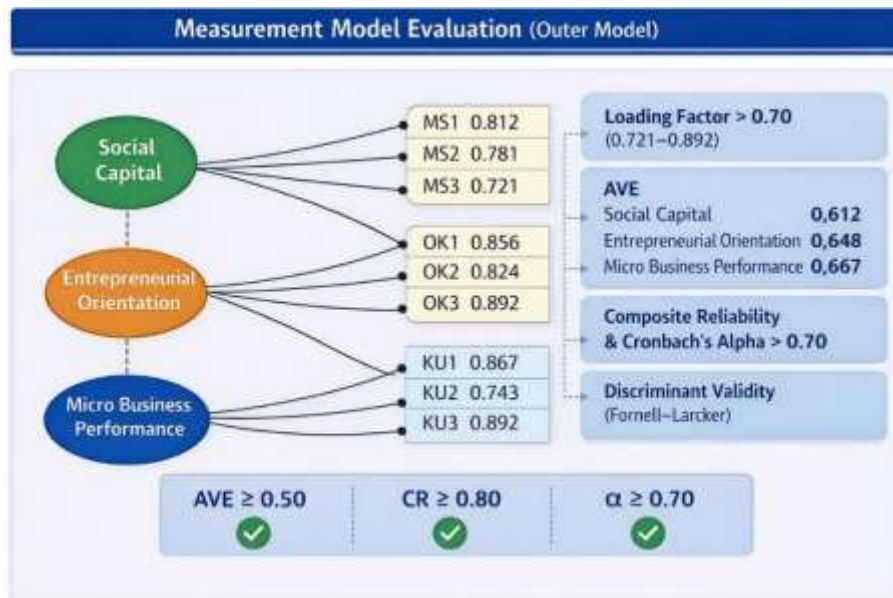 Measurement Model Evaluation (Outer Model)
Social
Capital
Entrepreneurial
Orientation
Micro Business
Performance
MS1 0.812
MS2 0.781
MS3 0.721
OK1 0.856
OK2 0.824
OK3 0.892
KU1 0.867
KU2 0.743
KU3 0.892
Loading Factor > 0.70
(0.721–0.892)
AVE
Social Capital 0,612
Entrepreneurial Orientation 0,648
Micro Business Performance 0,667
Composite Reliability
& Cronbach's Alpha > 0.70
Discriminant Validity
(Fornell–Larcker)
AVE ≥ 0.50
CR ≥ 0.80
α ≥ 0.70